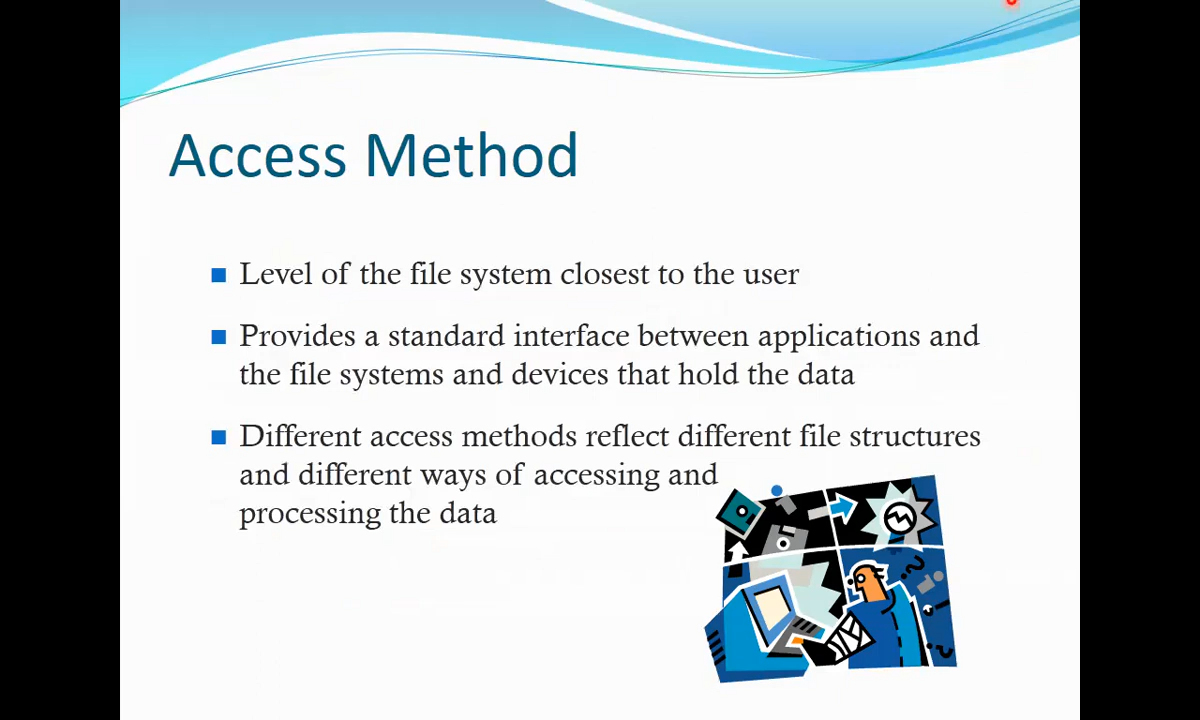 Access Method
Level of the file system closest to the user
Provides a standard interface between applications and
the file systems and devices that hold the data
Different access methods reflect different file structures
and different ways of accessing and
processing the data